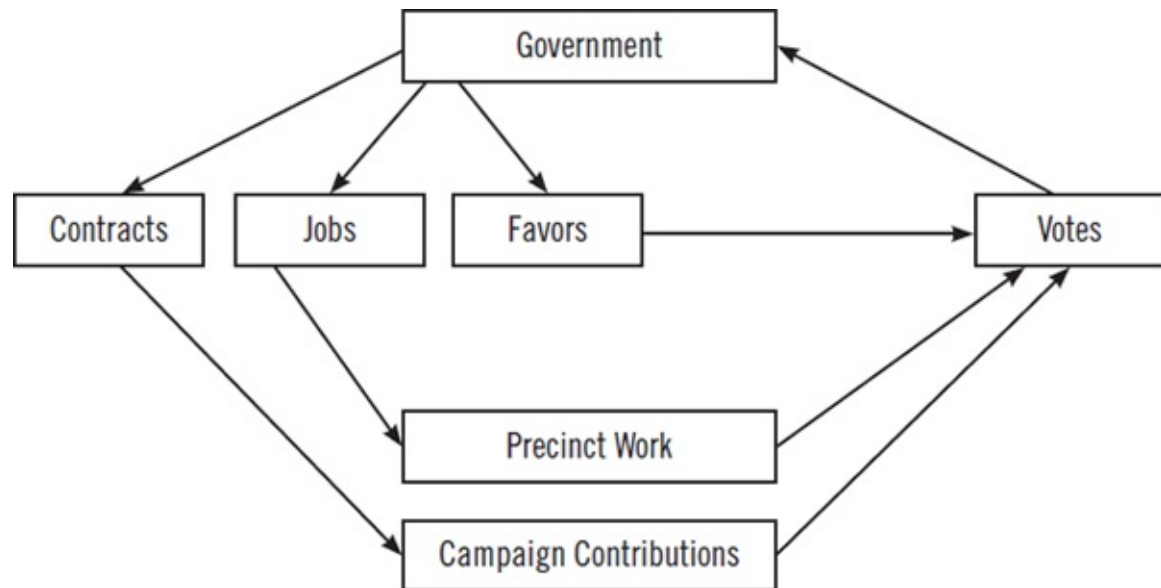 Government
Contracts
Jobs
Favors
Votes
Precinct Work
Campaign Contributions